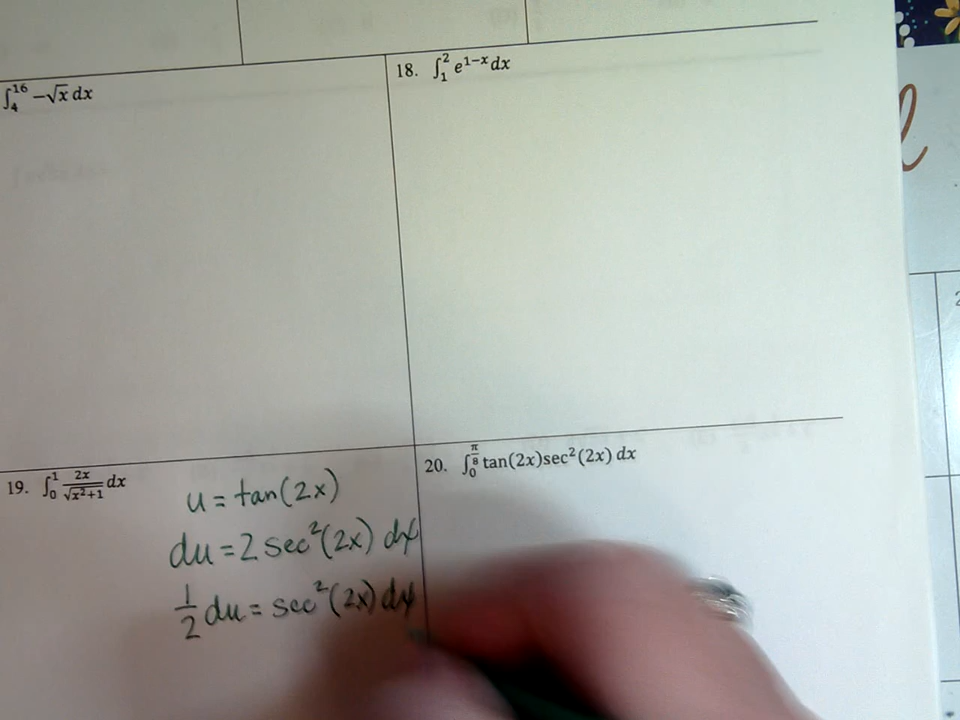 ∫₄¹⁶ −√x dx
18. ∫₁² e¹⁻ˣ dx
19. ∫₀¹ 2x/√(x²+1) dx
u = tan(2x)
du = 2 sec²(2x) dx
1/2 du = sec²(2x) dx
20. ∫₀^(π/8) tan(2x)sec²(2x) dx